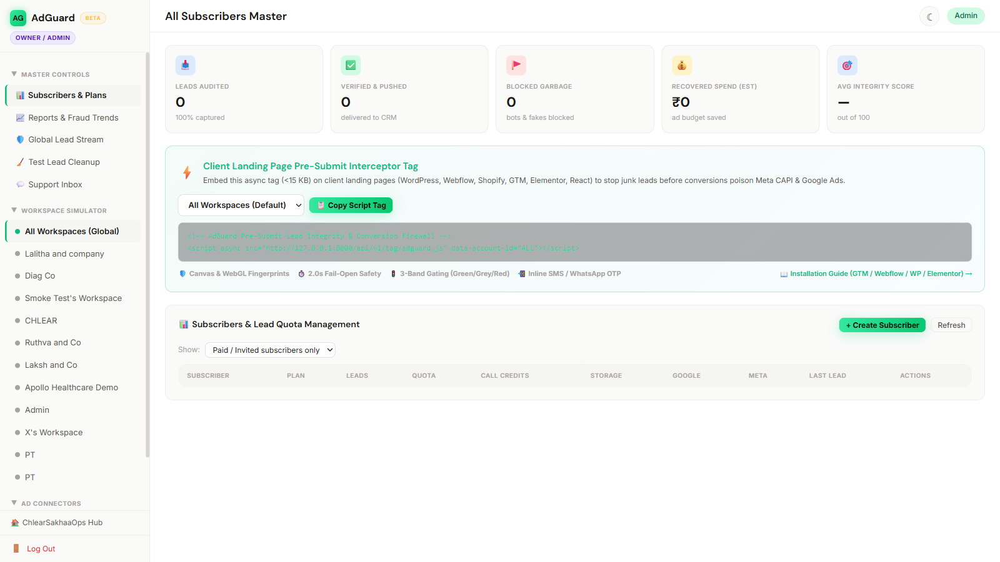 AG AdGuard BETA
OWNER / ADMIN
MASTER CONTROLS
Subscribers & Plans
Reports & Fraud Trends
Global Lead Stream
Test Lead Cleanup
Support Inbox
WORKSPACE SIMULATOR
All Workspaces (Global)
Lalitha and company
Diag Co
Smoke Test's Workspace
CHLEAR
Ruthva and Co
Laksh and Co
Apollo Healthcare Demo
Admin
X's Workspace
PT
PT
AD CONNECTORS
ChlearSakhaaOps Hub
Log Out
All Subscribers Master
Admin
LEADS AUDITED
0
100% captured
VERIFIED & PUSHED
0
delivered to CRM
BLOCKED GARBAGE
0
bots & fakes blocked
RECOVERED SPEND (EST)
₹0
ad budget saved
AVG INTEGRITY SCORE
—
out of 100
Client Landing Page Pre-Submit Interceptor Tag
Embed this async tag (<15 KB) on client landing pages (WordPress, Webflow, Shopify, GTM, Elementor, React) to stop junk leads before conversions poison Meta CAPI & Google Ads.
All Workspaces (Default)
Copy Script Tag
<!-- AdGuard Pre-Submit Lead Integrity & Conversion Firewall -->
<script async src="http://127.0.0.1:8000/api/v1/tag/adguard.js" data-account-id="ALL"></script>
Canvas & WebGL Fingerprints 2.0s Fail-Open Safety 3-Band Gating (Green/Grey/Red) Inline SMS / WhatsApp OTP Installation Guide (GTM / Webflow / WP / Elementor) →
Subscribers & Lead Quota Management
+ Create Subscriber Refresh
Show: Paid / Invited subscribers only
SUBSCRIBER PLAN LEADS QUOTA CALL CREDITS STORAGE GOOGLE META LAST LEAD ACTIONS